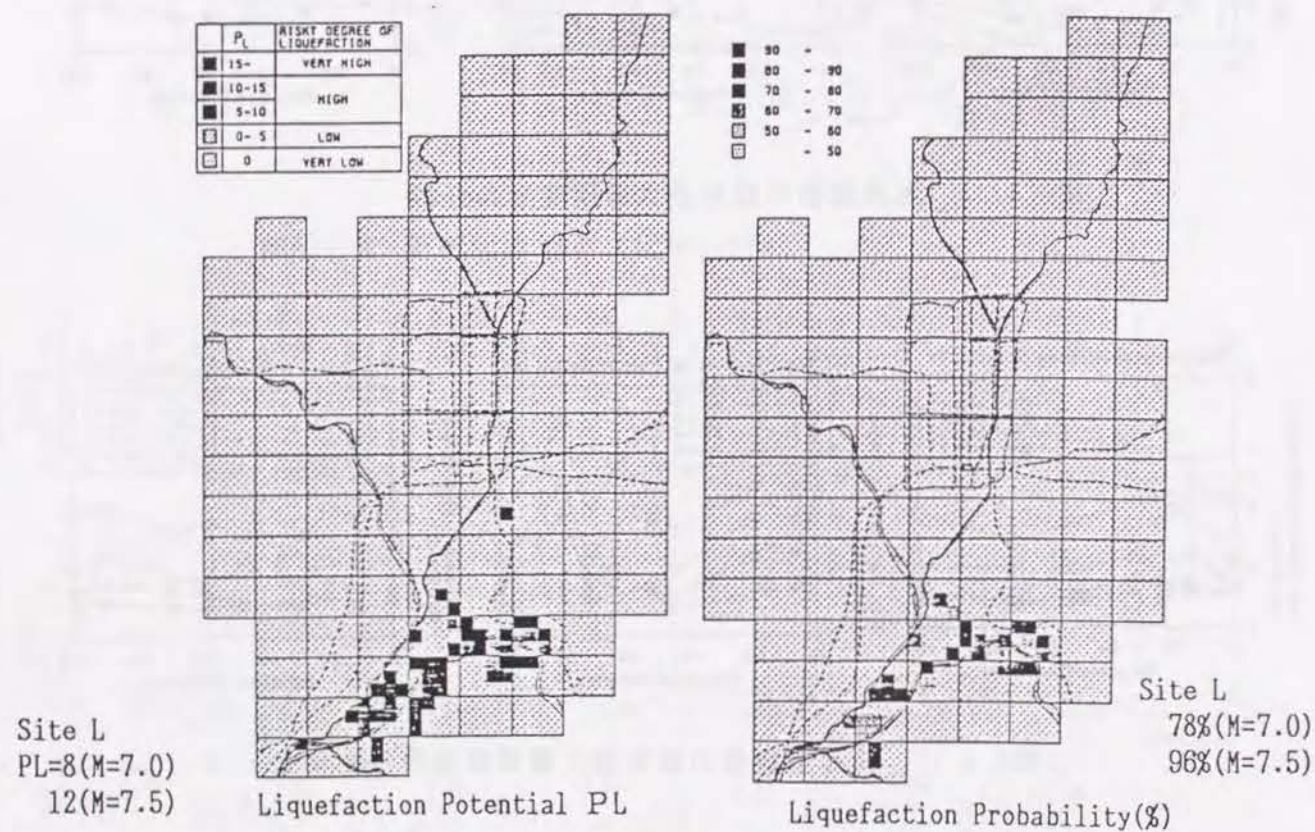 PL RISKY DEGREE OF
LIQUEFACTION
15- VERY HIGH
10-15
HIGH
5-10
0- 5 LOW
0 VERY LOW
90 -
80 - 90
70 - 80
60 - 70
50 - 60
- 50
Site L
PL=8(M=7.0)
12(M=7.5)
Liquefaction Potential PL
Site L
78%(M=7.0)
96%(M=7.5)
Liquefaction Probability(%)